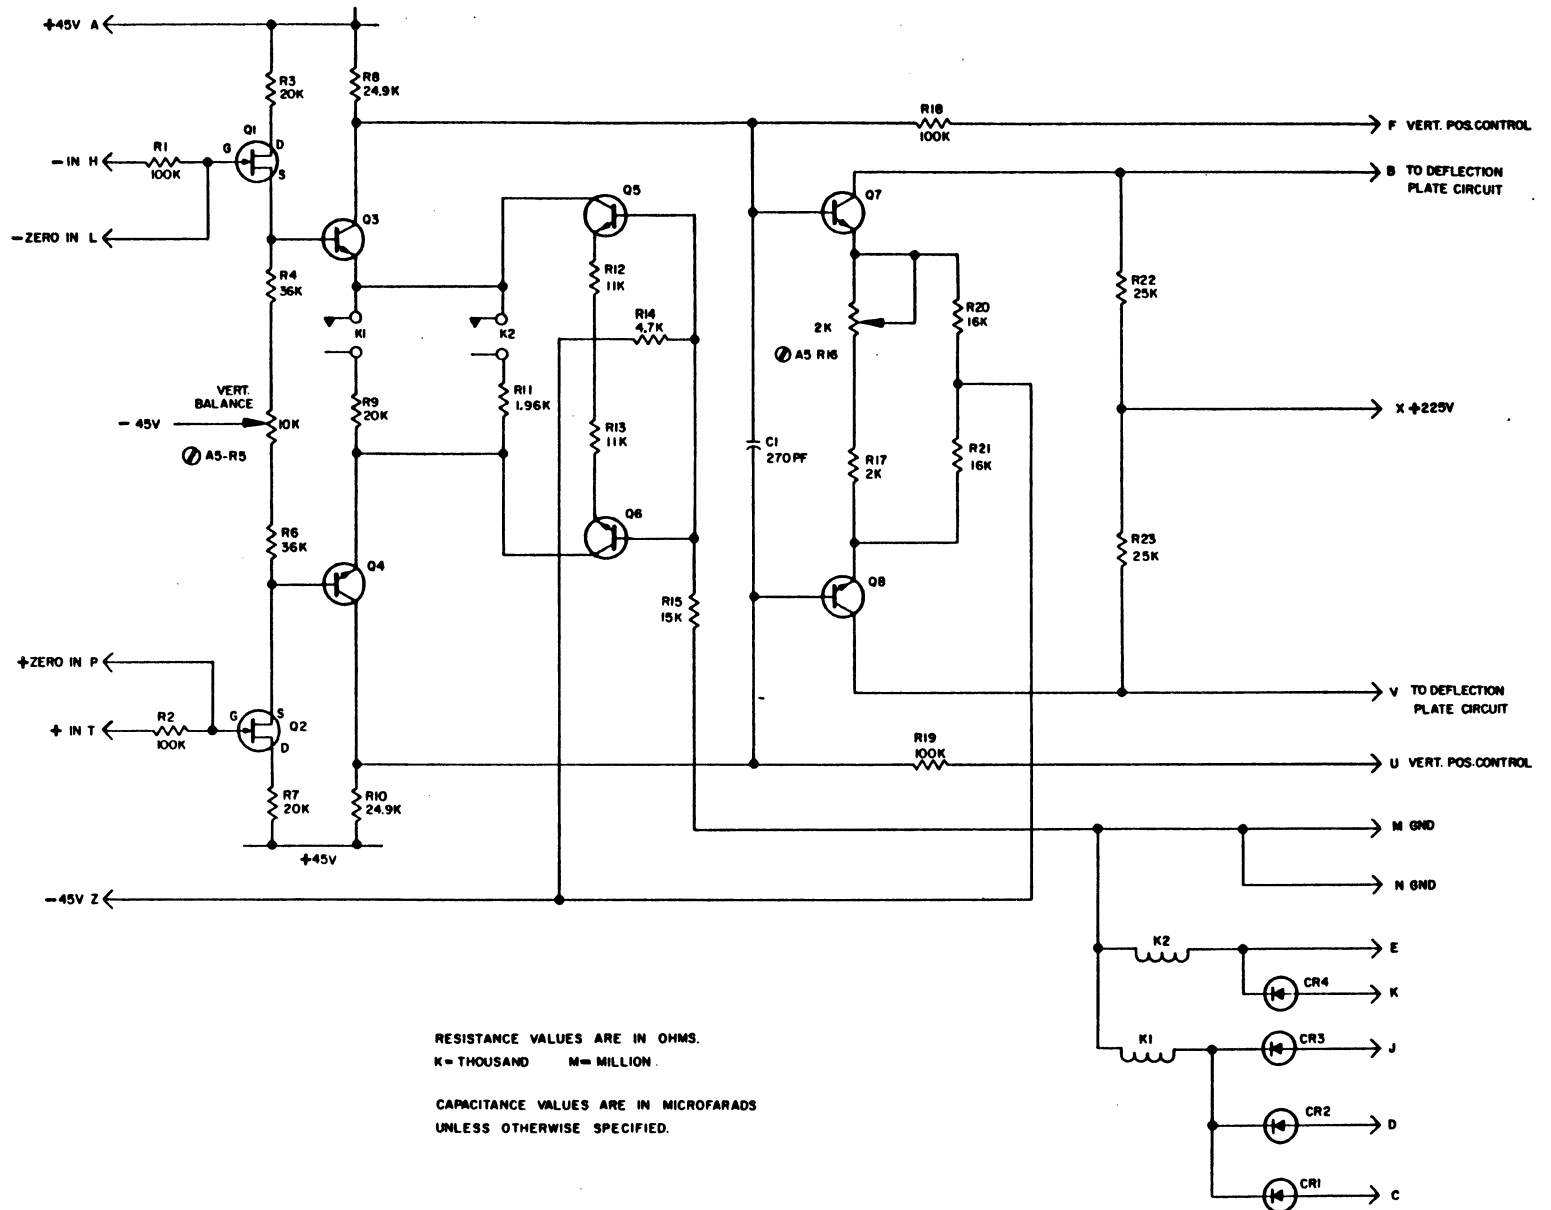 +45V A
R3
20K
R8
24.9K
Q1
D
G
S
-IN H
R1
100K
-ZERO IN L
Q3
R4
36K
K1
K2
VERT.
BALANCE
-45V
10K
A5-R5
R9
20K
R11
1.96K
R6
36K
Q4
+ZERO IN P
+ IN T
R2
100K
G
S
Q2
D
R7
20K
R10
24.9K
+45V
-45V Z
Q5
R12
11K
R14
4.7K
R13
11K
Q6
R15
15K
C1
270PF
Q7
2K
A5 R16
R20
16K
R17
2K
R21
16K
Q8
R18
100K
R22
25K
R23
25K
R19
100K
F VERT. POS.CONTROL
B TO DEFLECTION
PLATE CIRCUIT
X +225V
V TO DEFLECTION
PLATE CIRCUIT
U VERT. POS.CONTROL
M GND
N GND
K2
E
CR4
K
K1
CR3
J
CR2
D
CR1
C
RESISTANCE VALUES ARE IN OHMS.
K= THOUSAND M= MILLION.
CAPACITANCE VALUES ARE IN MICROFARADS
UNLESS OTHERWISE SPECIFIED.